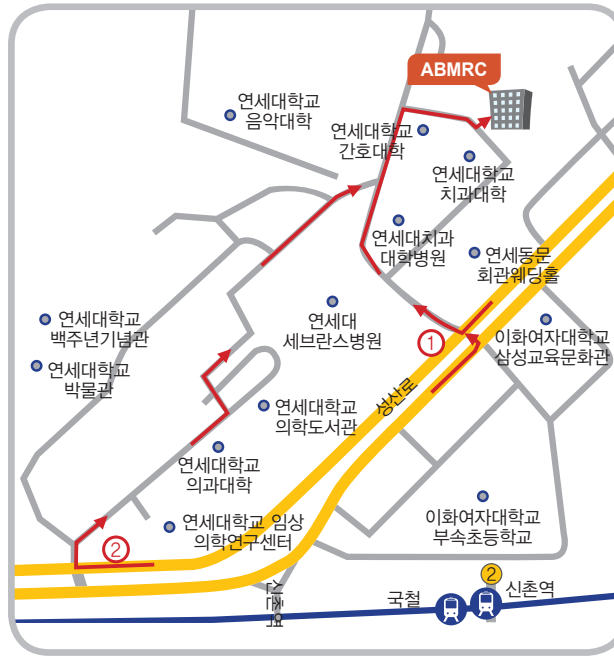 ABMRC
연세대학교
음악대학
연세대학교
간호대학
연세대학교
치과대학
연세대치과
대학병원
연세동문
회관웨딩홀
연세대학교
백주년기념관
연세대학교
박물관
연세대
세브란스병원
①
이화여자대학교
삼성교육문화관
성산로
연세대학교
의학도서관
연세대학교
의과대학
연세대학교 임상
의학연구센터
②
이화여자대학교
부속초등학교
신촌역
국철
2
신촌역